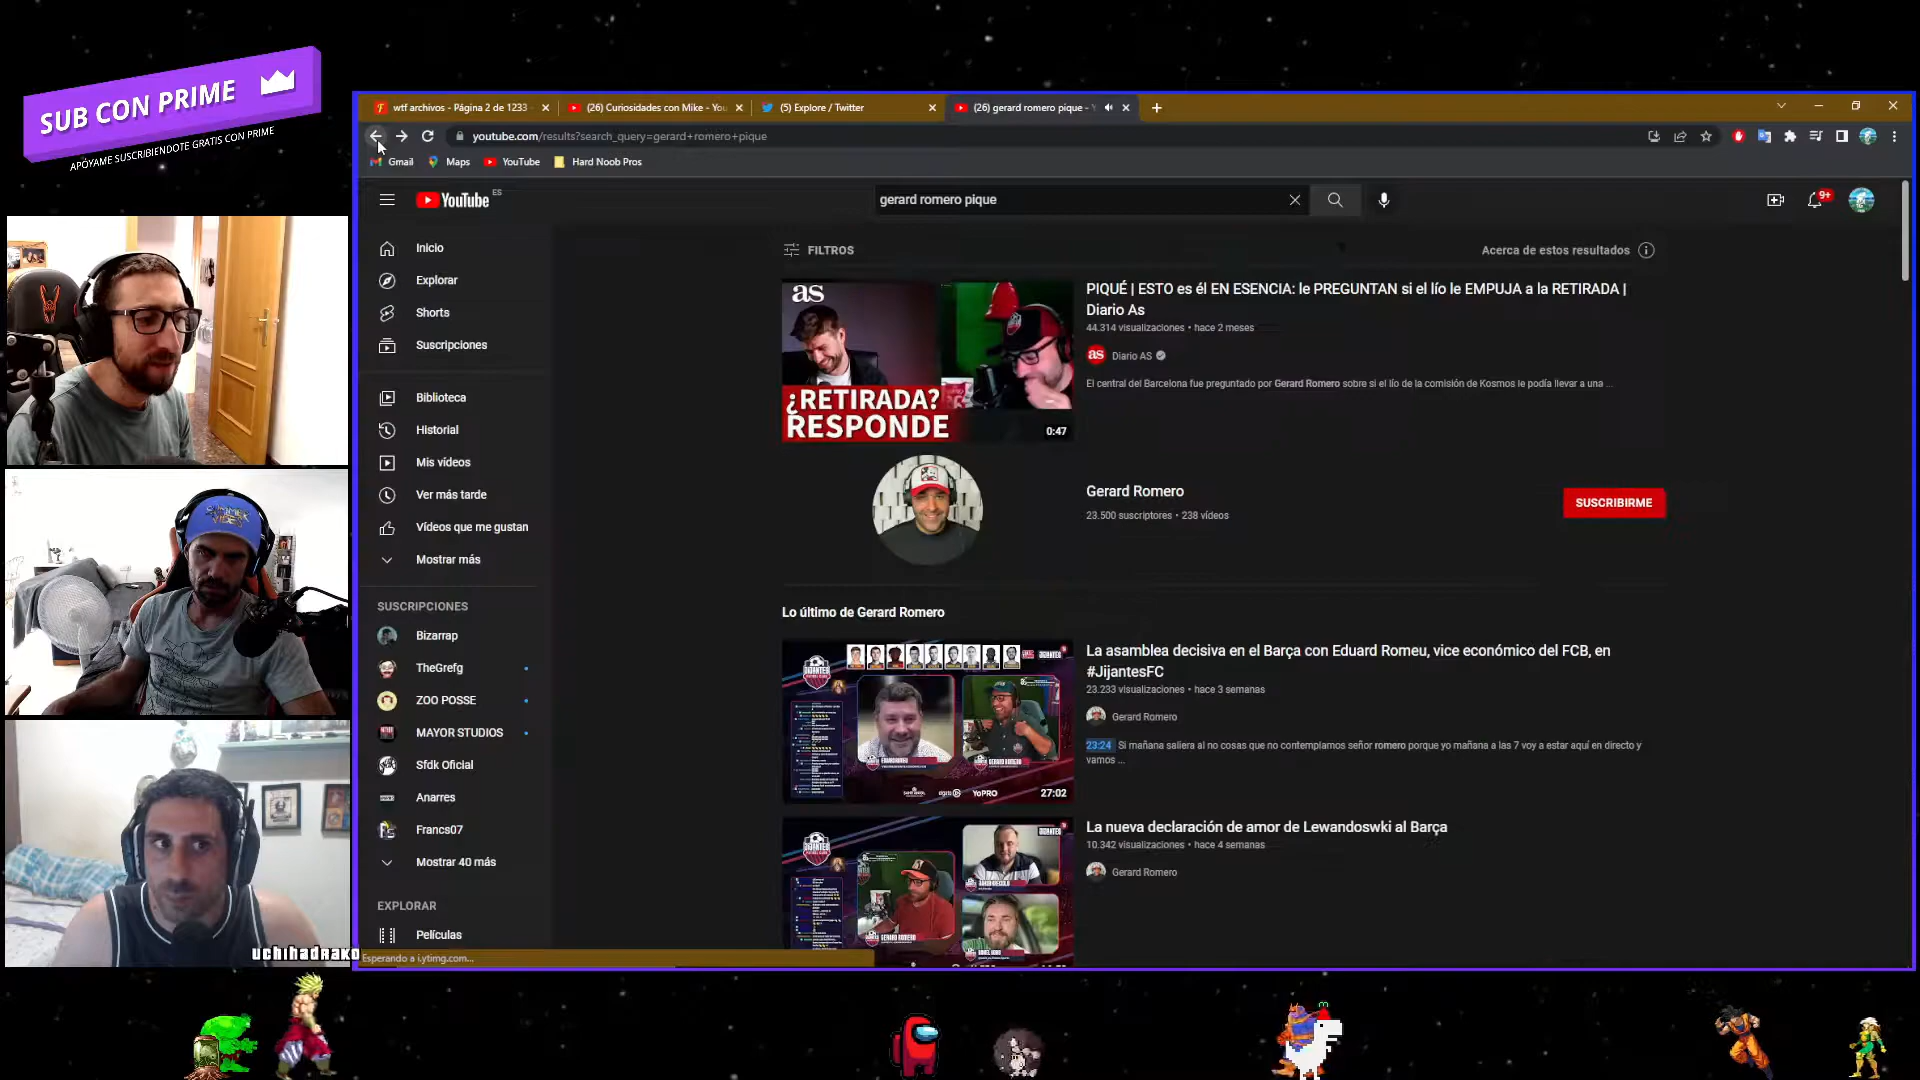 SUB CON PRIME
APÓYAME SUSCRIBIENDOTE GRATIS CON PRIME
wtf archivos - Página 2 de 1233
(26) Curiosidades con Mike - You
(5) Explore / Twitter
(26) gerard romero pique - Y
youtube.com/results?search_query=gerard+romero+pique
Gmail
Maps
YouTube
Hard Noob Pros
YouTube ES
gerard romero pique
9+
Inicio
Explorar
Shorts
Suscripciones
Biblioteca
Historial
Mis vídeos
Ver más tarde
Vídeos que me gustan
Mostrar más
SUSCRIPCIONES
Bizarrap
TheGrefg
ZOO POSSE
MAYOR STUDIOS
Sfdk Oficial
Anarres
Francs07
Mostrar 40 más
EXPLORAR
Películas
Esperando a i.ytimg.com...
FILTROS
Acerca de estos resultados
as
¿RETIRADA?
RESPONDE
0:47
PIQUÉ | ESTO es él EN ESENCIA: le PREGUNTAN si el lío le EMPUJA a la RETIRADA |
Diario As
44.314 visualizaciones • hace 2 meses
as Diario AS
El central del Barcelona fue preguntado por Gerard Romero sobre si el lío de la comisión de Kosmos le podía llevar a una ...
Gerard Romero
23.500 suscriptores • 238 vídeos
SUSCRIBIRME
Lo último de Gerard Romero
YoPRO
27:02
La asamblea decisiva en el Barça con Eduard Romeu, vice económico del FCB, en
#JijantesFC
23.233 visualizaciones • hace 3 semanas
Gerard Romero
23:24 Si mañana saliera al no cosas que no contemplamos señor romero porque yo mañana a las 7 voy a estar aquí en directo y
vamos ...
GERARD ROMERO
La nueva declaración de amor de Lewandoswki al Barça
10.342 visualizaciones • hace 4 semanas
Gerard Romero
uchihadrako